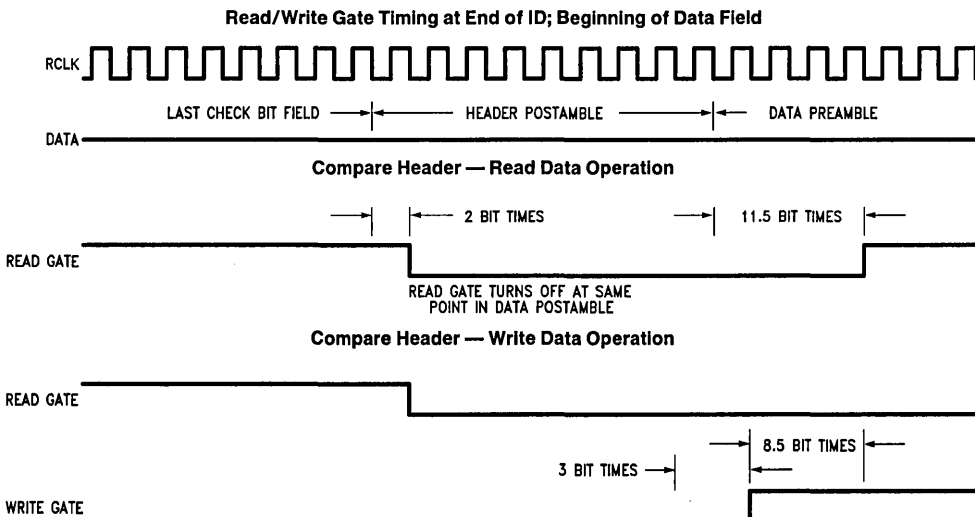 Read/Write Gate Timing at End of ID; Beginning of Data Field
RCLK
LAST CHECK BIT FIELD
HEADER POSTAMBLE
DATA PREAMBLE
DATA
Compare Header — Read Data Operation
2 BIT TIMES
11.5 BIT TIMES
READ GATE
READ GATE TURNS OFF AT SAME
POINT IN DATA POSTAMBLE
Compare Header — Write Data Operation
READ GATE
8.5 BIT TIMES
3 BIT TIMES
WRITE GATE